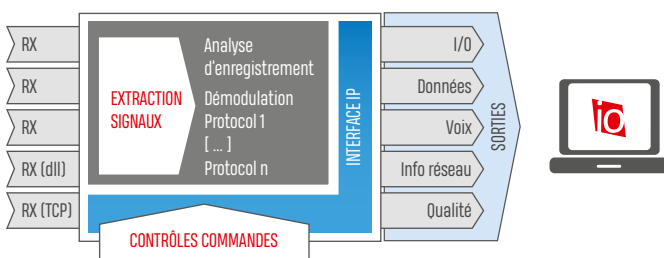 RX
RX
RX
RX (dll)
RX (TCP)
EXTRACTION
SIGNAUX
Analyse
d'enregistrement
Démodulation
Protocol 1
[ ... ]
Protocol n
INTERFACE IP
CONTRÔLES COMMANDES
I/O
Données
Voix
Info réseau
Qualité
SORTIES
io